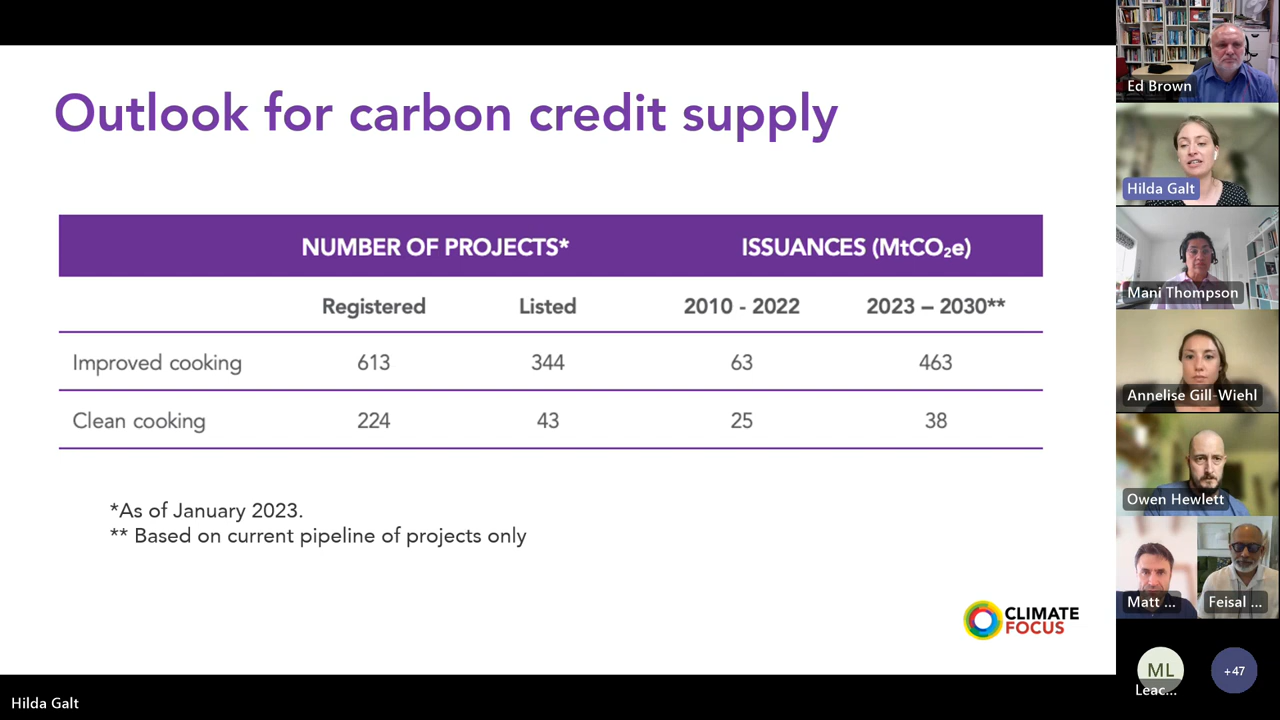 Outlook for carbon credit supply
NUMBER OF PROJECTS* ISSUANCES (MtCO₂e)
Registered Listed 2010 - 2022 2023 – 2030**
Improved cooking 613 344 63 463
Clean cooking 224 43 25 38
*As of January 2023.
** Based on current pipeline of projects only
CLIMATE
FOCUS
Hilda Galt
Ed Brown
Hilda Galt
Mani Thompson
Annelise Gill-Wiehl
Owen Hewlett
Matt ... Feisal ...
ML +47
Leac...